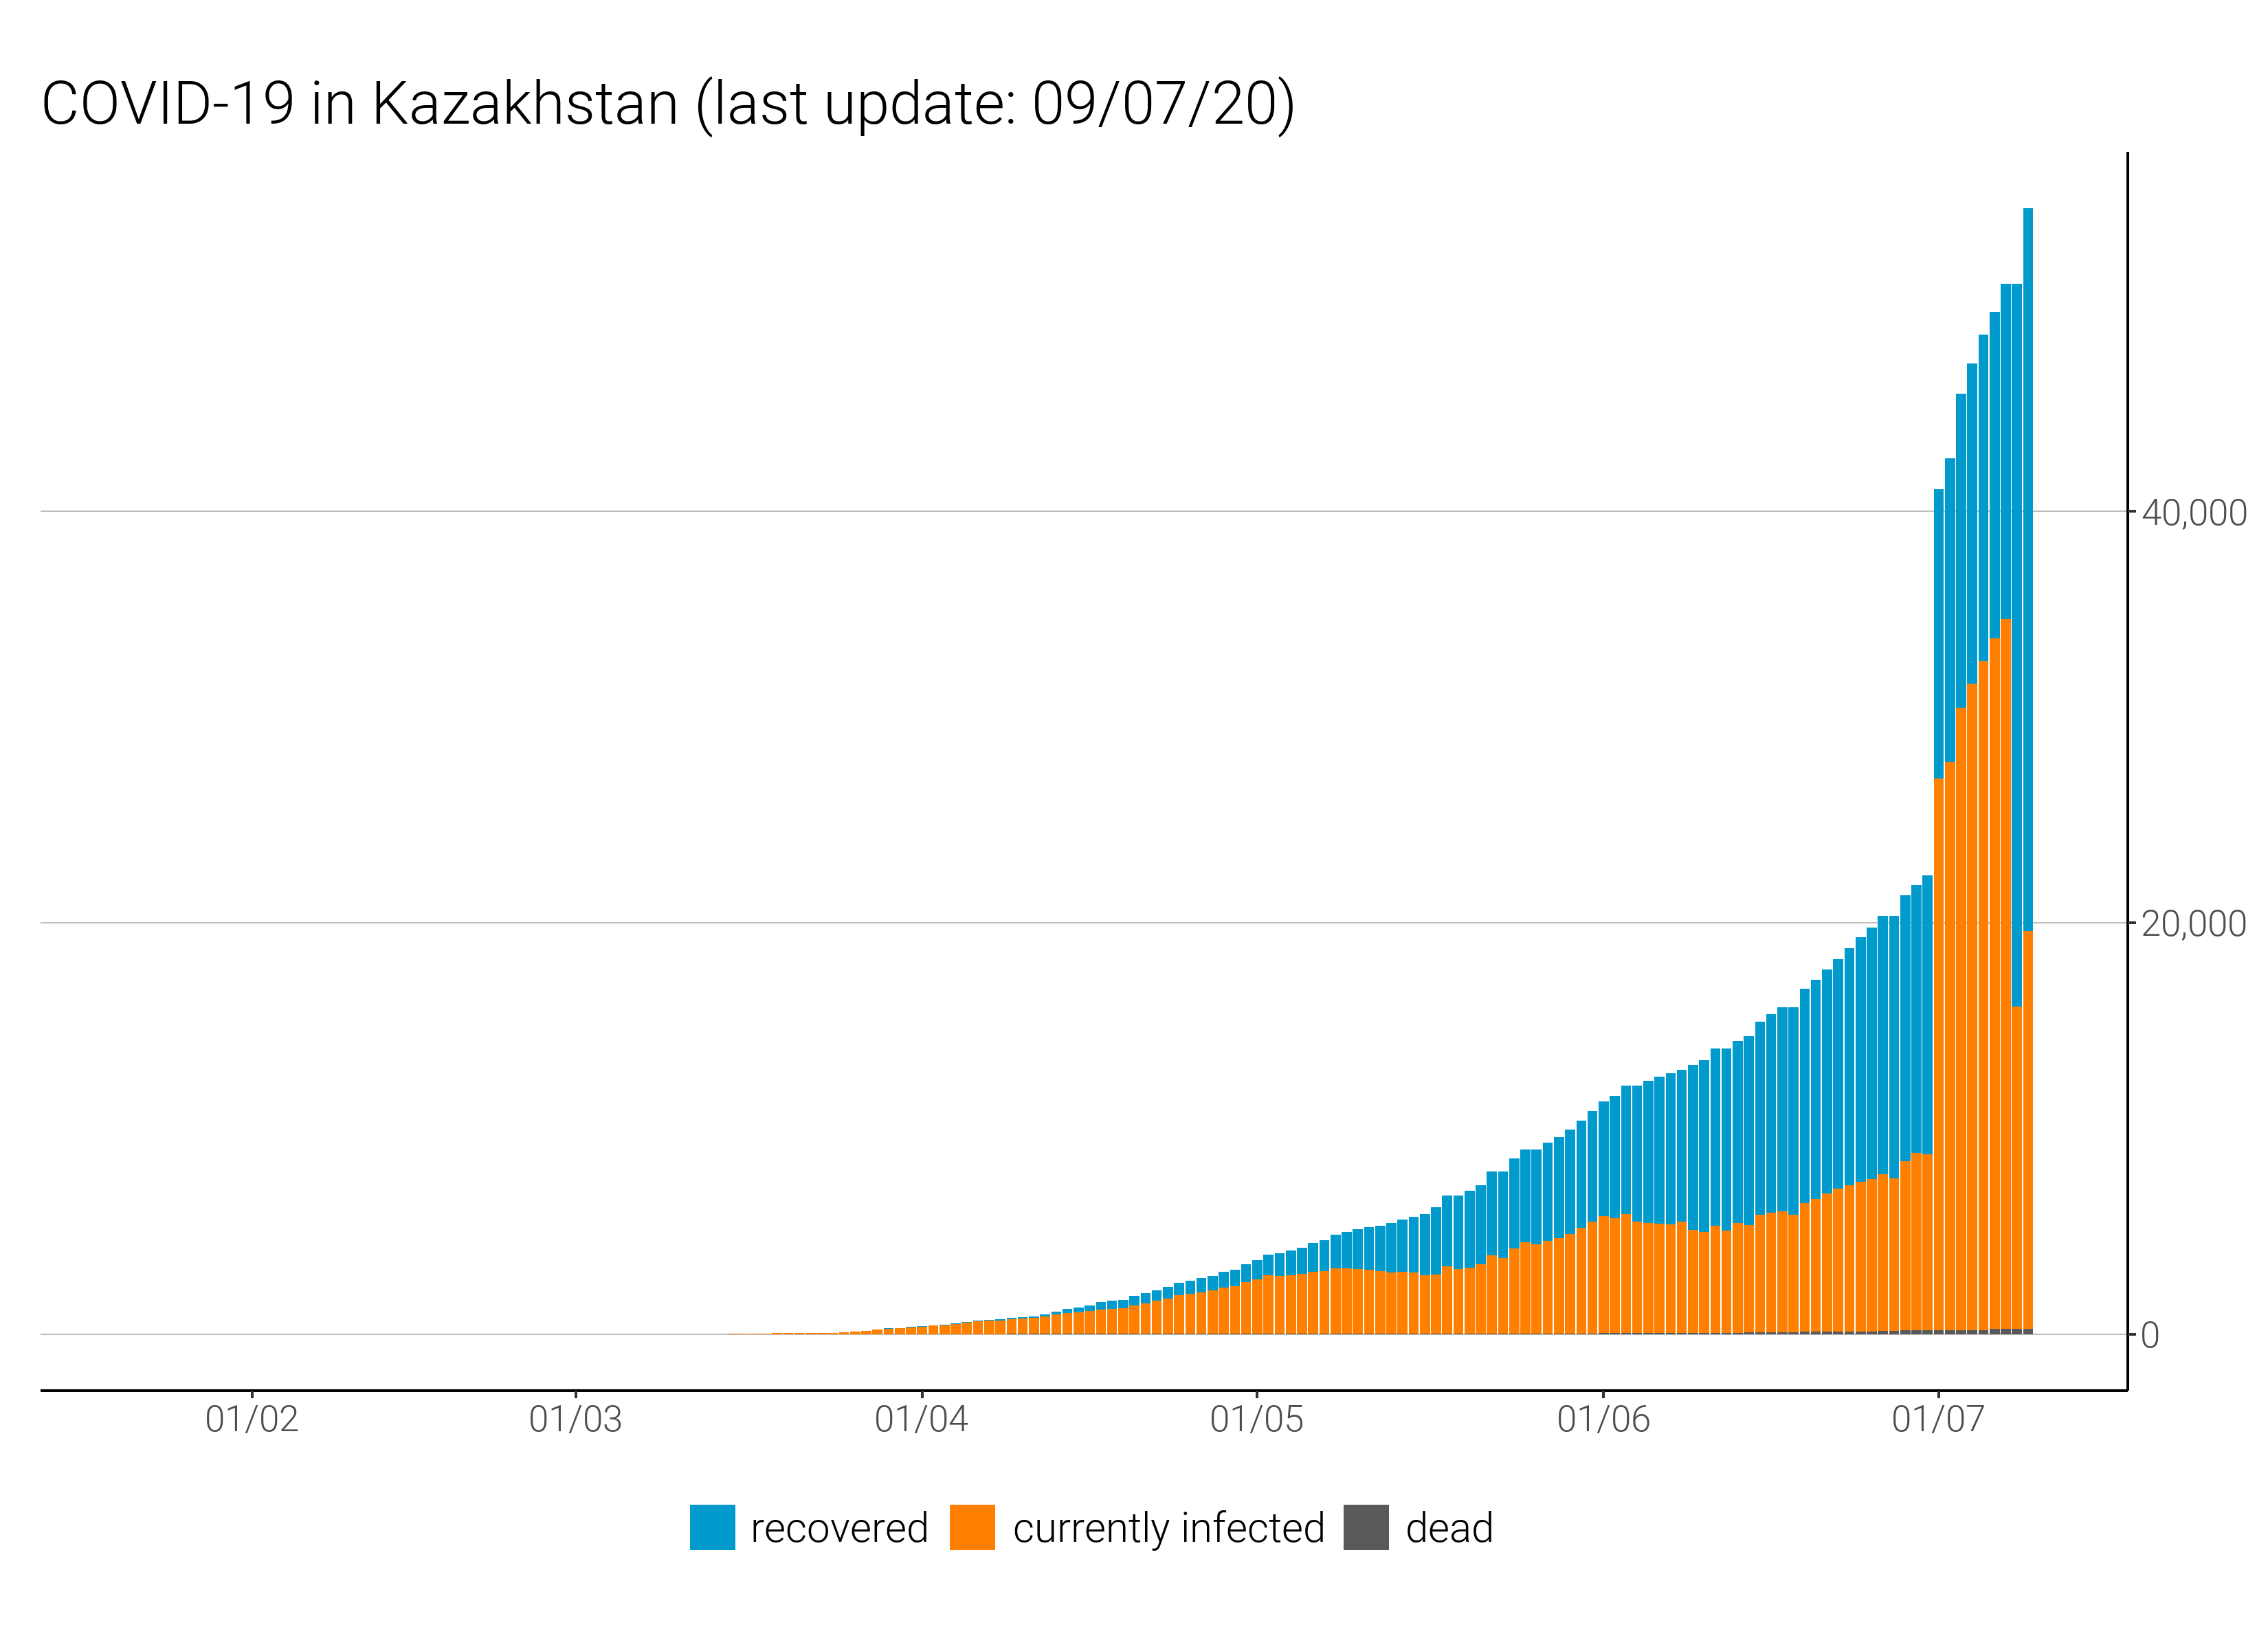 COVID-19 in Kazakhstan (last update: 09/07/20)
40,000
20,000
0
01/02 01/03 01/04 01/05 01/06 01/07
recovered currently infected dead